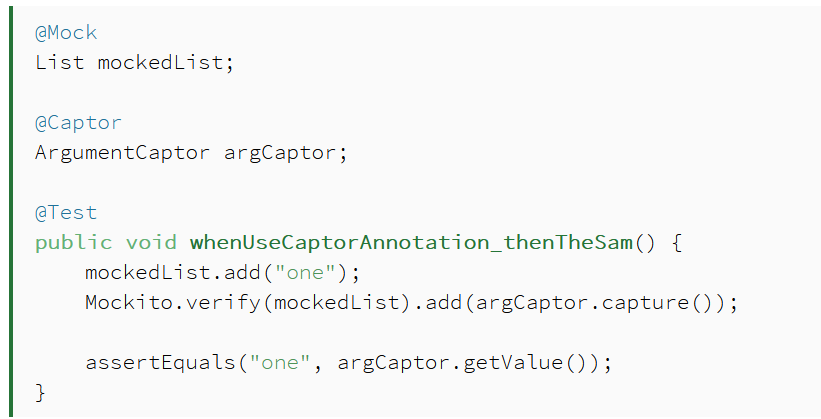 @Mock
List mockedList;
@Captor
ArgumentCaptor argCaptor;
@Test
public void whenUseCaptorAnnotation_thenTheSam() {
mockedList.add("one");
Mockito.verify(mockedList).add(argCaptor.capture());
assertEquals("one", argCaptor.getValue());
}